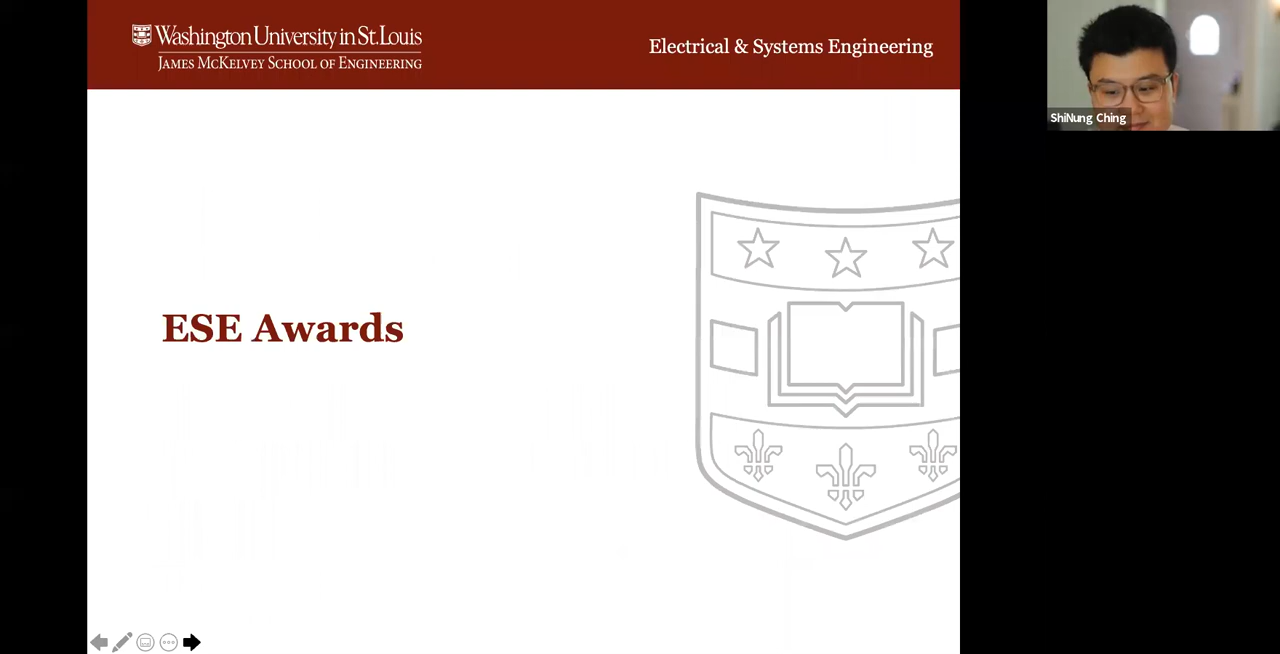 Washington University in St. Louis
JAMES MCKELVEY SCHOOL OF ENGINEERING
Electrical & Systems Engineering
ShiNung Ching
ESE Awards